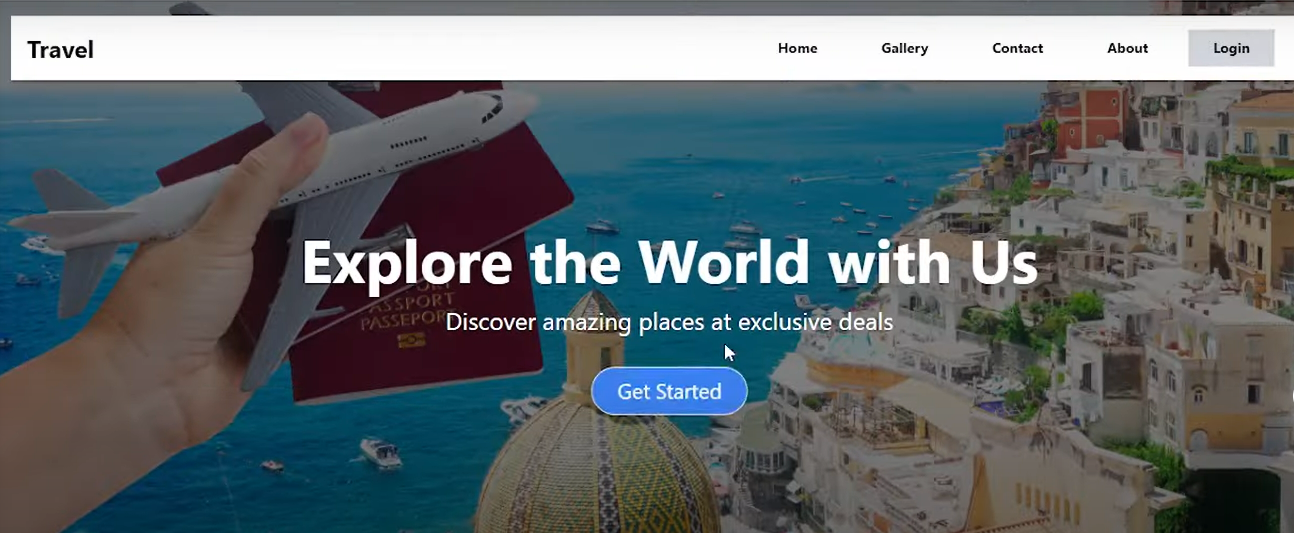 Travel Home Gallery Contact About Login
Explore the World with Us
ASSPORT
PASSEPORT
Discover amazing places at exclusive deals
Get Started